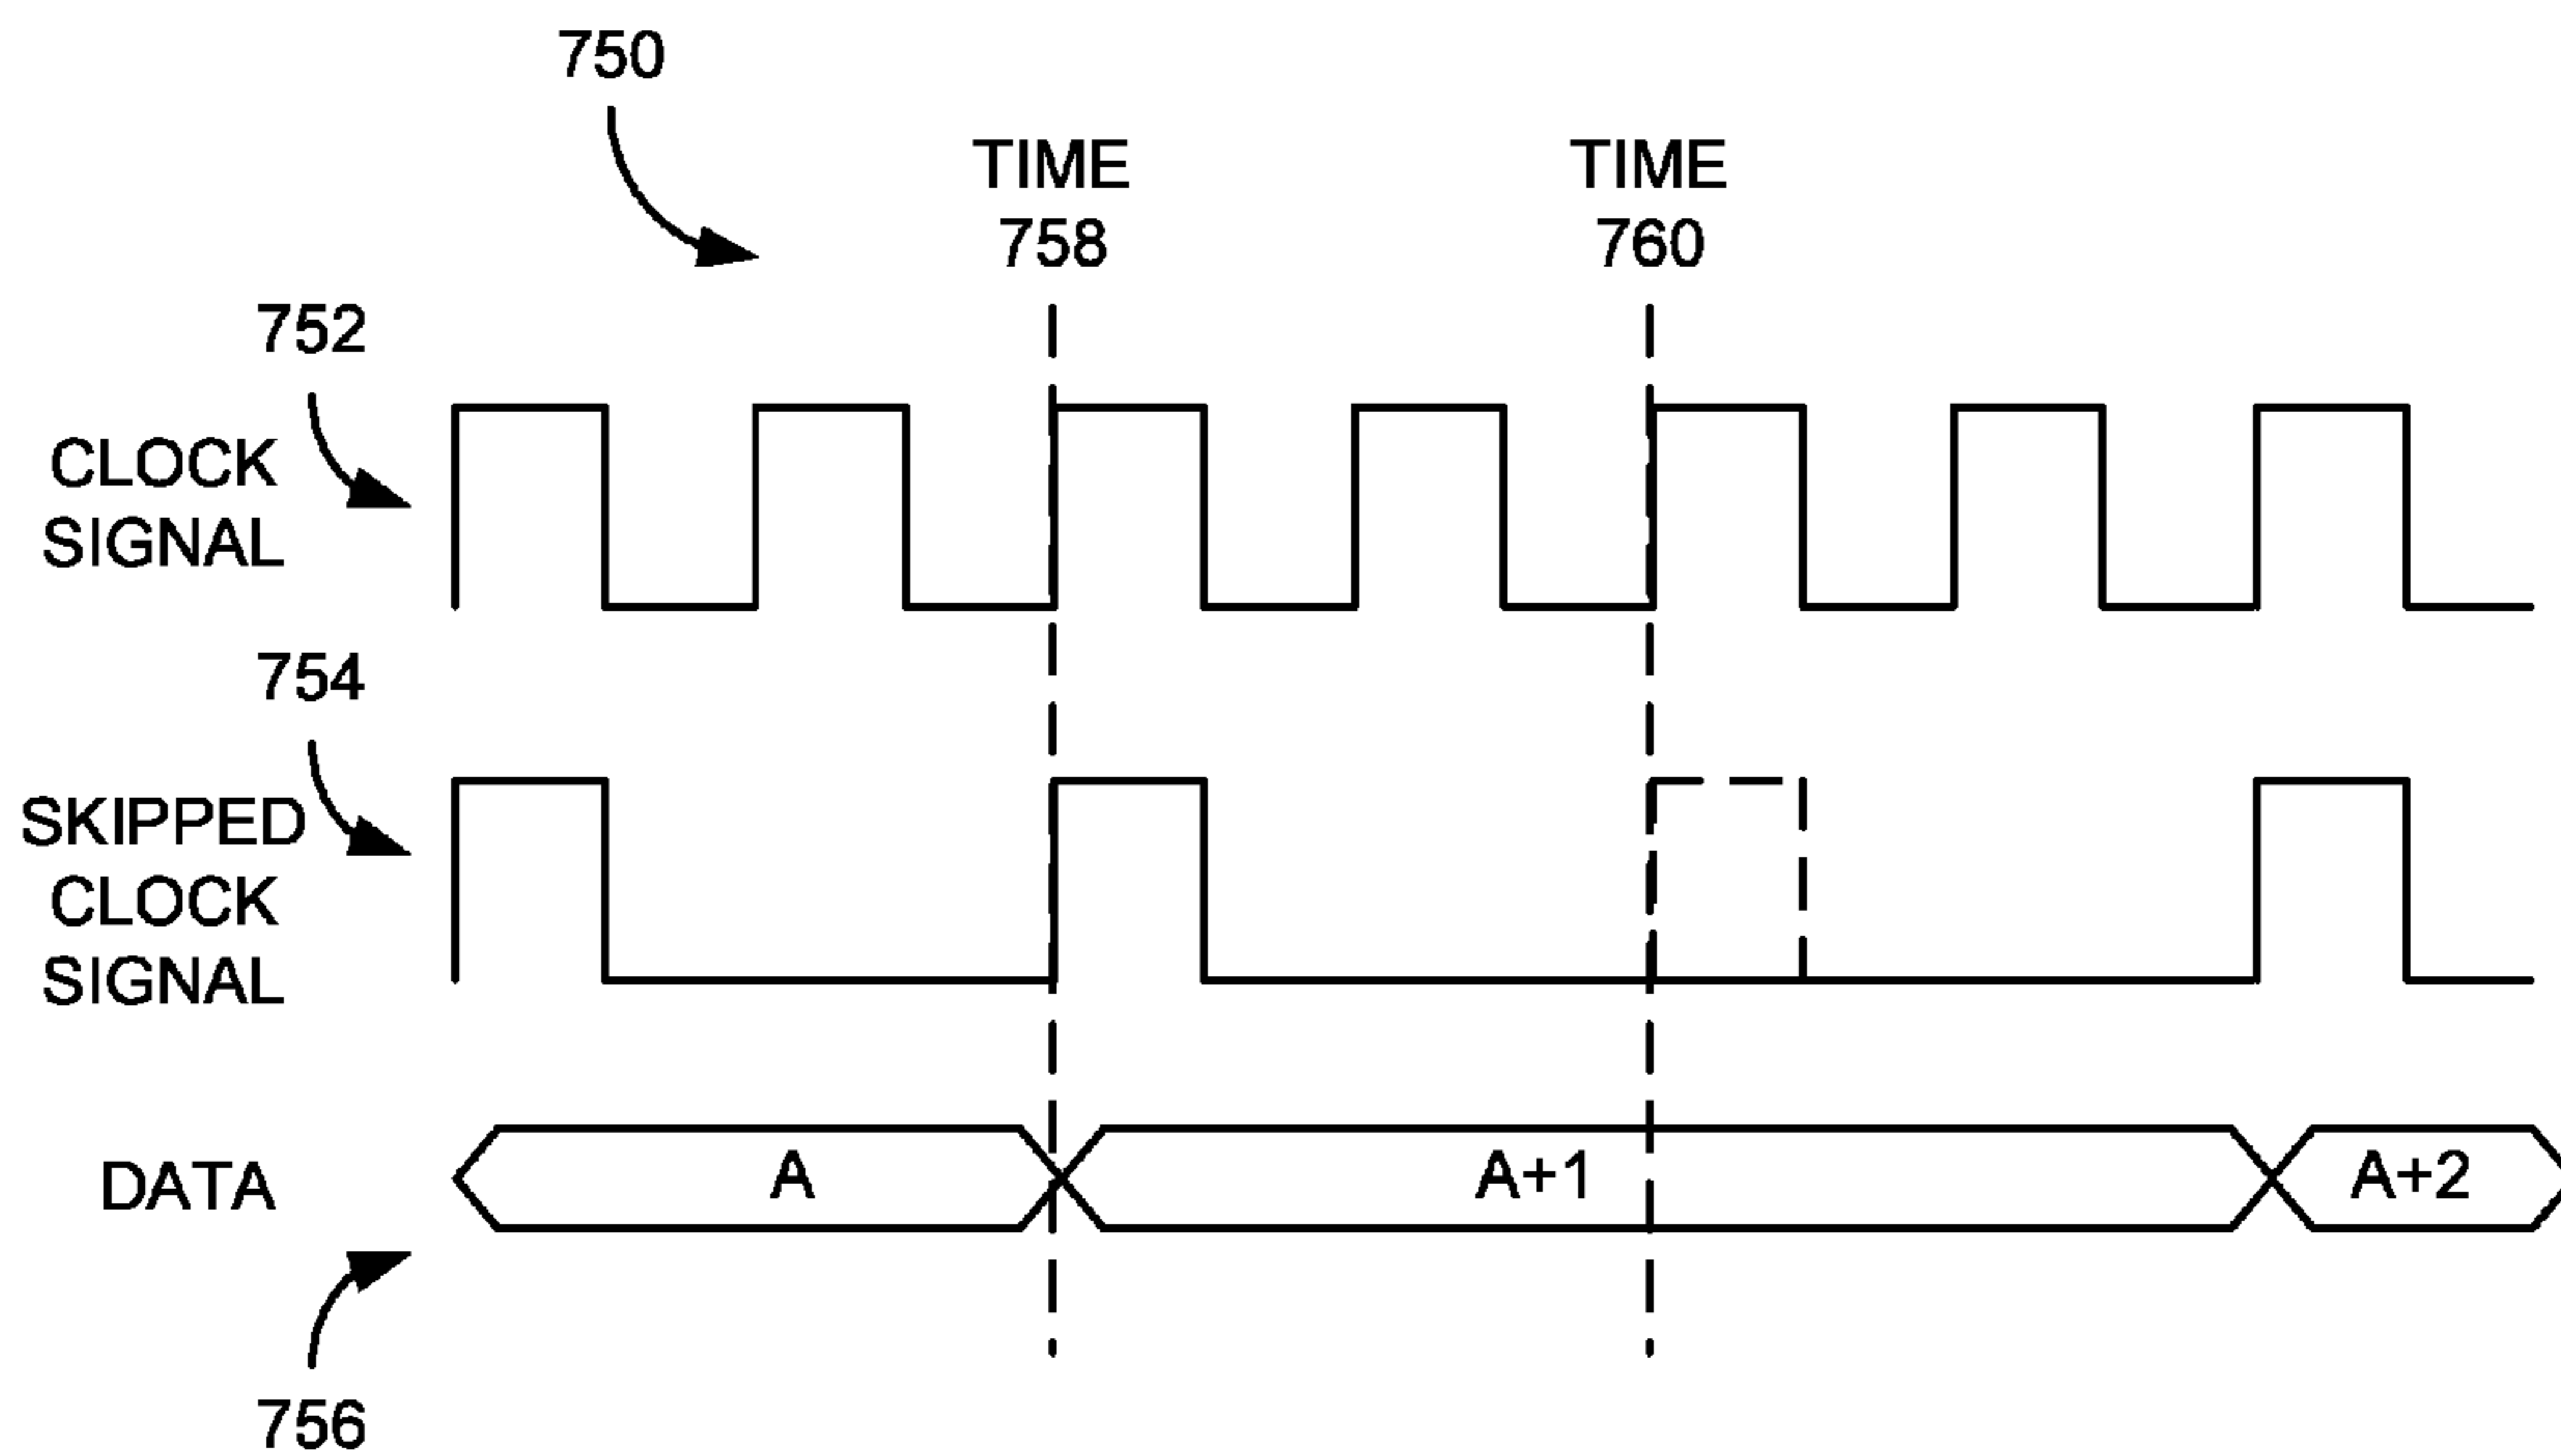 750
TIME
758
TIME
760
752
CLOCK
SIGNAL
754
SKIPPED
CLOCK
SIGNAL
DATA
A
A+1
A+2
756